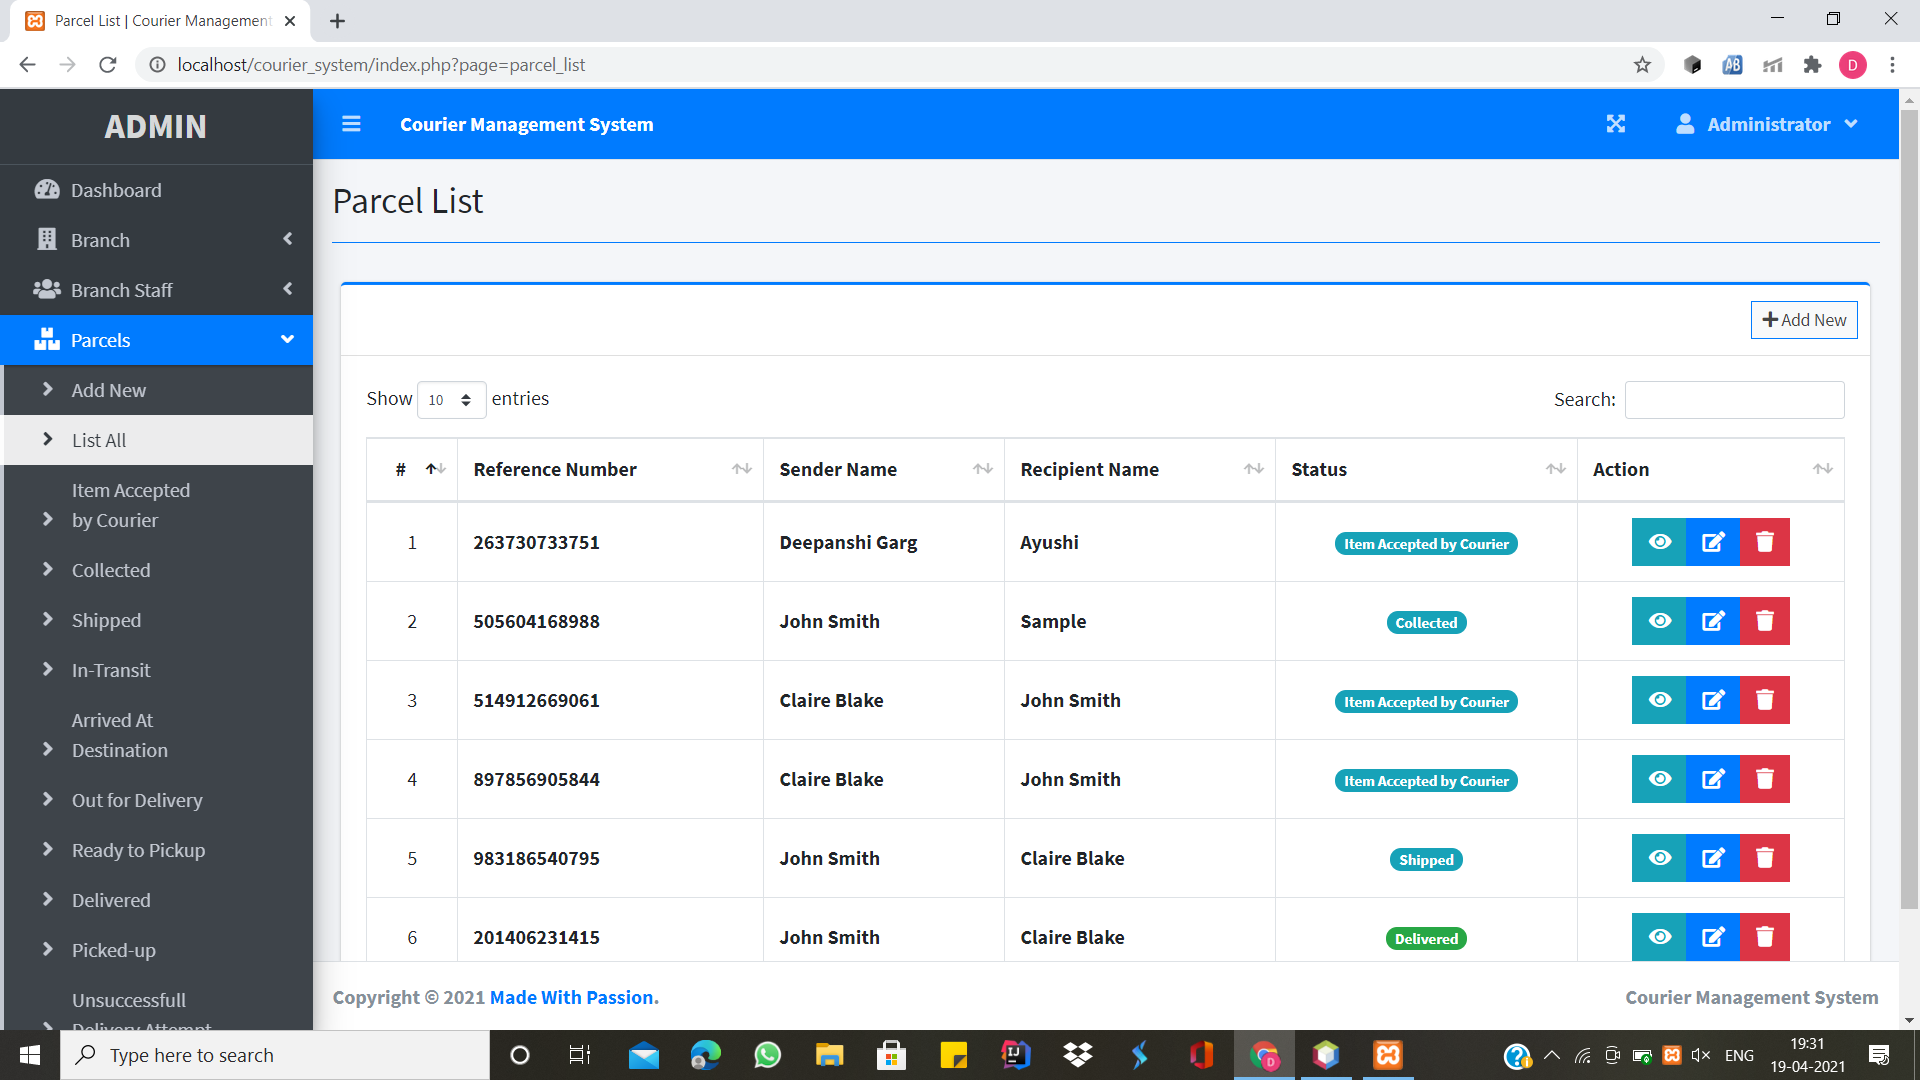 Parcel List | Courier Management
localhost/courier_system/index.php?page=parcel_list
D
ADMIN
Courier Management System
Administrator
Dashboard
Branch
Branch Staff
Parcels
Add New
List All
Item Accepted
by Courier
Collected
Shipped
In-Transit
Arrived At
Destination
Out for Delivery
Ready to Pickup
Delivered
Picked-up
Unsuccessfull
Delivery Attempt
Parcel List
Add New
Show 10 entries
Search:
# Reference Number Sender Name Recipient Name Status Action
1 263730733751 Deepanshi Garg Ayushi Item Accepted by Courier
2 505604168988 John Smith Sample Collected
3 514912669061 Claire Blake John Smith Item Accepted by Courier
4 897856905844 Claire Blake John Smith Item Accepted by Courier
5 983186540795 John Smith Claire Blake Shipped
6 201406231415 John Smith Claire Blake Delivered
Copyright © 2021 Made With Passion.
Courier Management System
Type here to search
ENG
19:31
19-04-2021